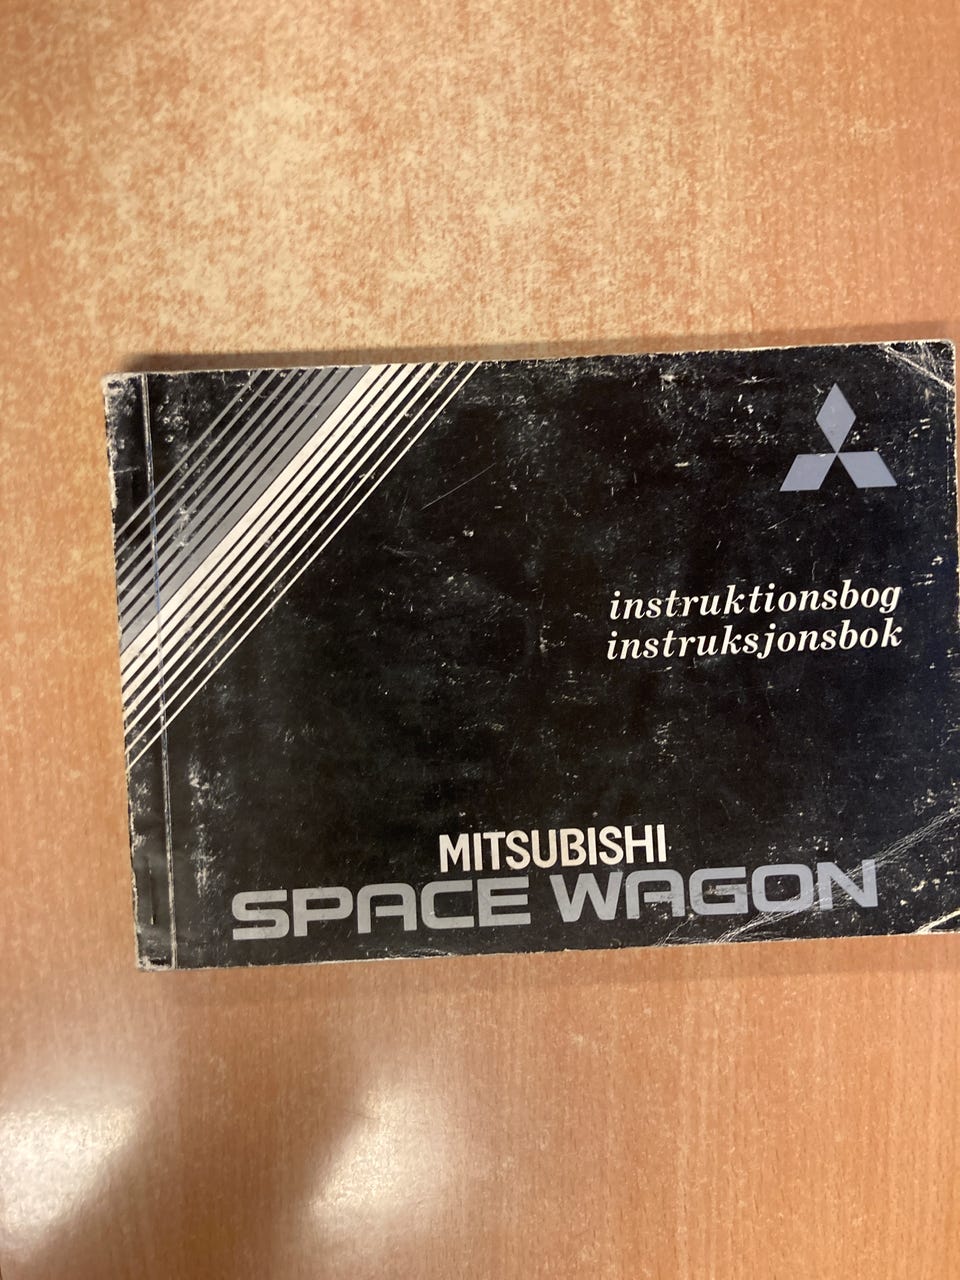 instruktionsbog
instruksjonsbok
MITSUBISHI
SPACE WAGON